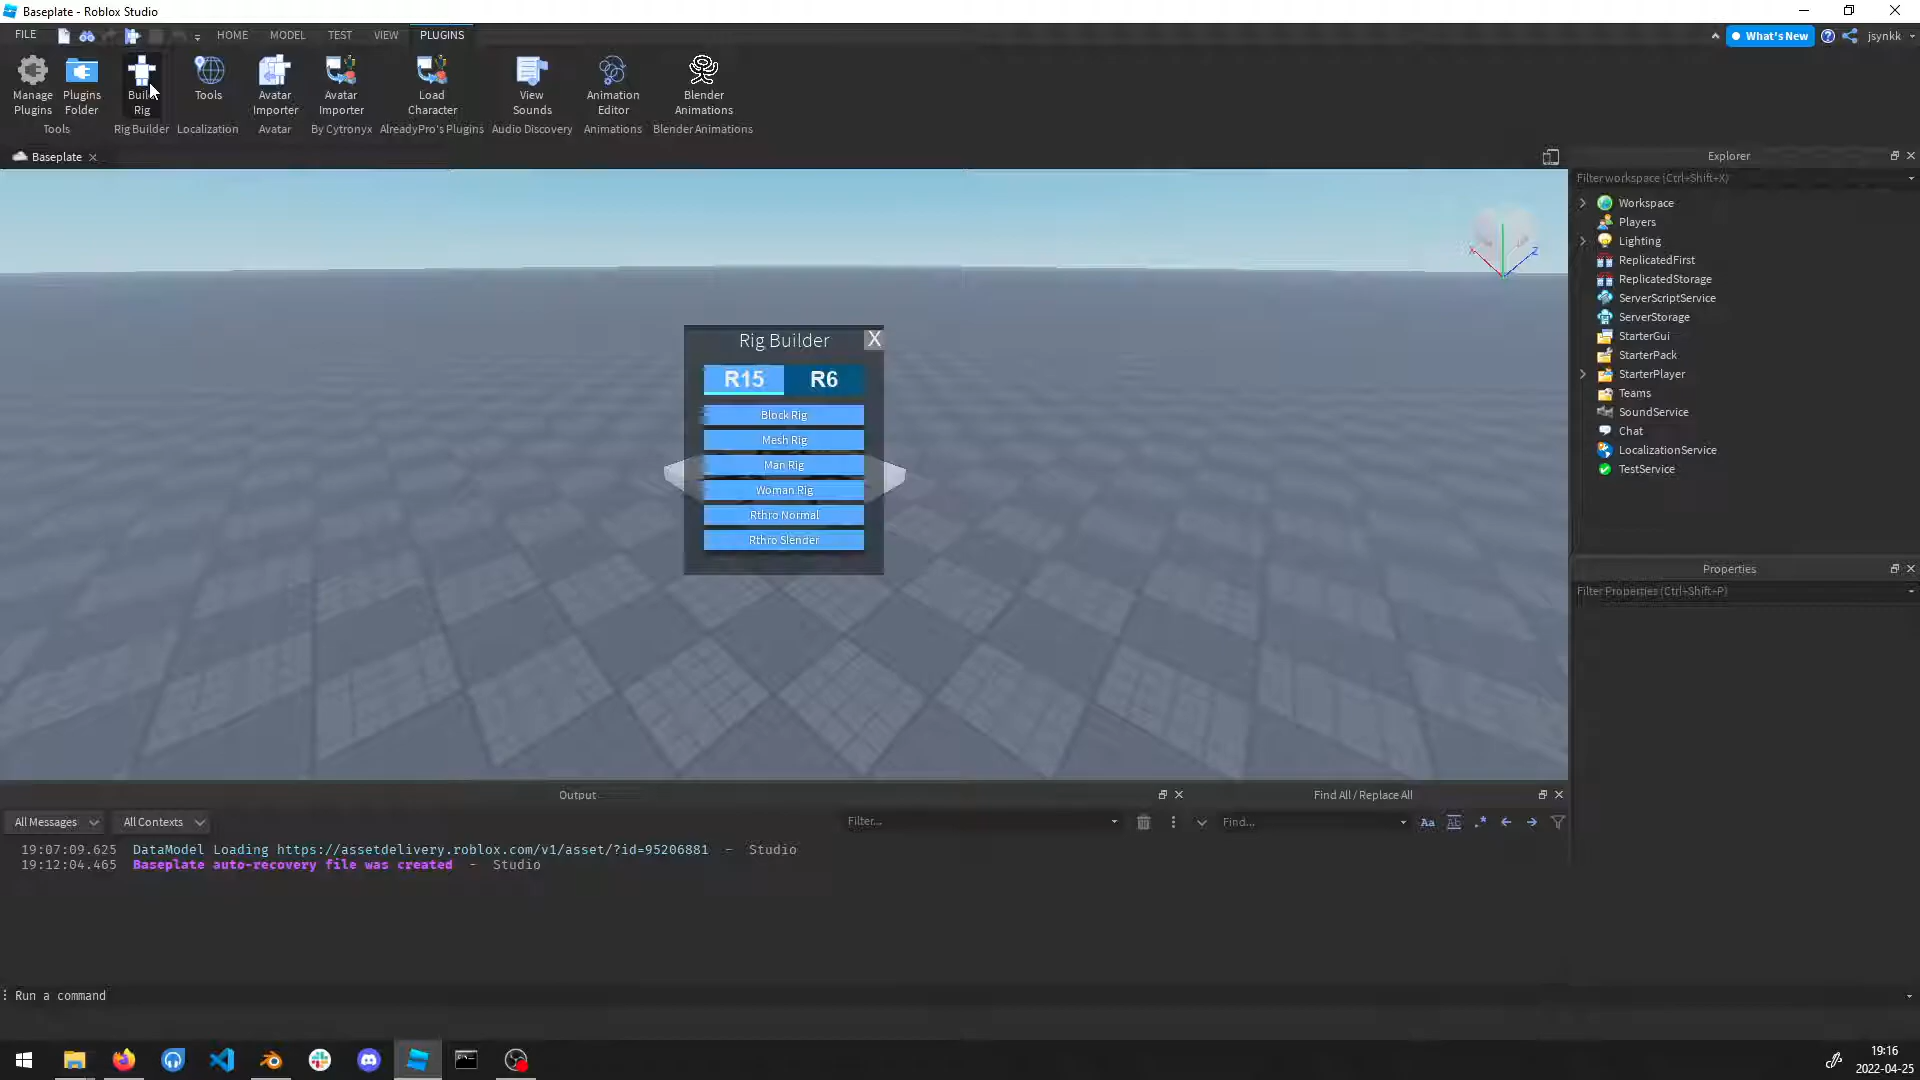 Baseplate - Roblox Studio
FILE
HOME
MODEL
TEST
VIEW
PLUGINS
What's New
jsynkk
Manage
Plugins
Plugins
Folder
Build
Rig
Tools
Avatar
Importer
Avatar
Importer
Load
Character
View
Sounds
Animation
Editor
Blender
Animations
Tools
Rig Builder
Localization
Avatar
By Cytronyx
AlreadyPro's Plugins
Audio Discovery
Animations
Blender Animations
Baseplate
Rig Builder
X
R15
R6
Block Rig
Mesh Rig
Man Rig
Woman Rig
Rthro Normal
Rthro Slender
X
Z
Explorer
Filter workspace (Ctrl+Shift+X)
Workspace
Players
Lighting
ReplicatedFirst
ReplicatedStorage
ServerScriptService
ServerStorage
StarterGui
StarterPack
StarterPlayer
Teams
SoundService
Chat
LocalizationService
TestService
Properties
Filter Properties (Ctrl+Shift+P)
Output
All Messages
All Contexts
Filter...
19:07:09.625 DataModel Loading https://assetdelivery.roblox.com/v1/asset/?id=95206881 - Studio
19:12:04.465 Baseplate auto-recovery file was created - Studio
Find All / Replace All
Find...
Aa
Ab
.*
Run a command
19:16
2022-04-25